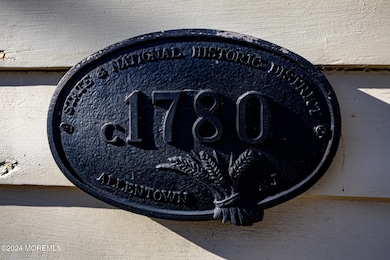 STATE & NATIONAL HISTORIC DISTRICT
c.1780
ALLENTOWN NJ
©2024 MOREMLS